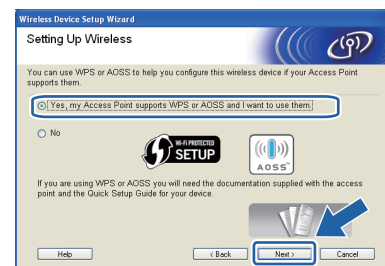 Wireless Device Setup Wizard
Setting Up Wireless
You can use WPS or AOSS to help you configure this wireless device if your Access Point
supports them.
Yes, my Access Point supports WPS or AOSS and I want to use them.
No
Wi-Fi PROTECTED
SETUP
AOSS
If you are using WPS or AOSS you will need the documentation supplied with the access
point and the Quick Setup Guide for your device.
Help
< Back
Next >
Cancel